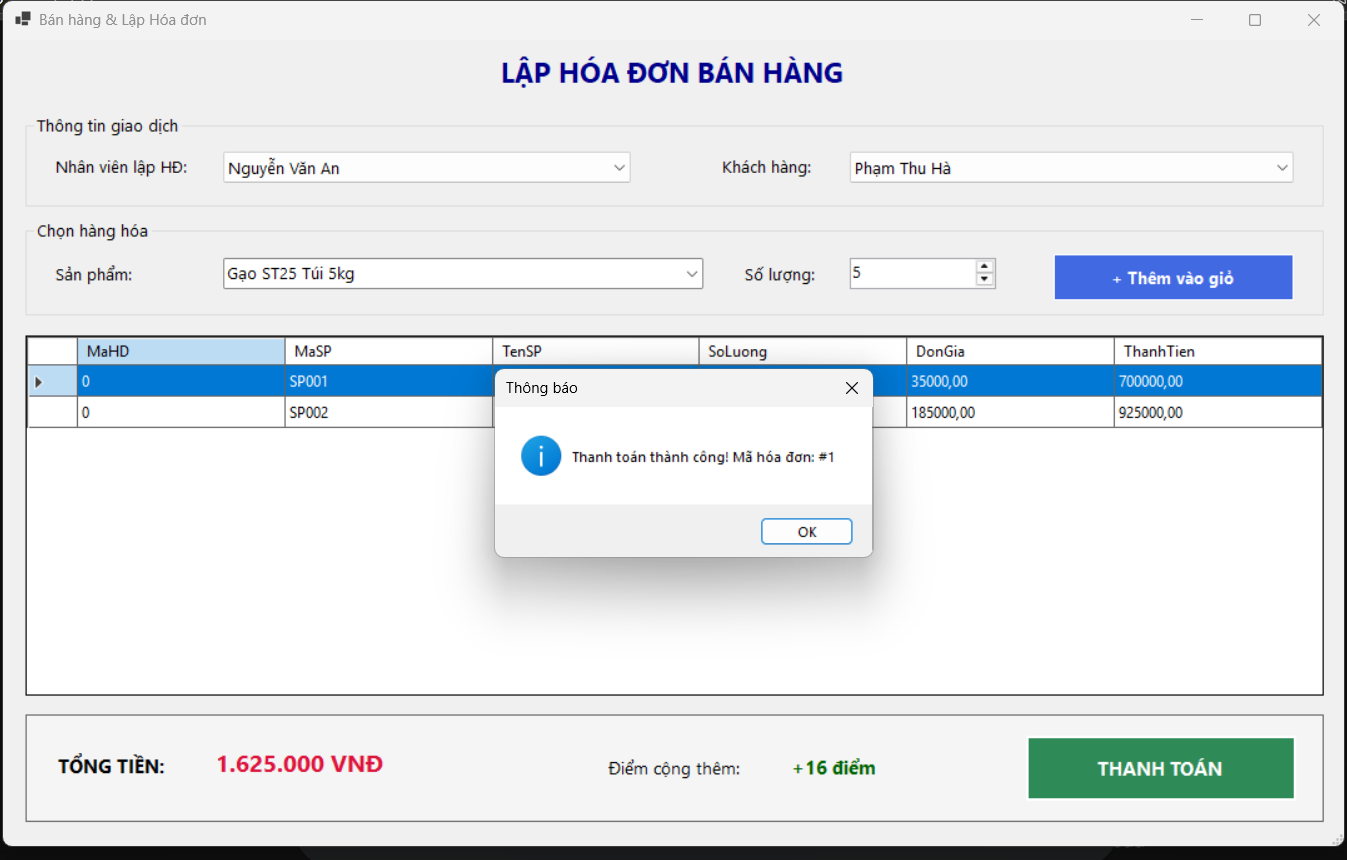 Bán hàng & Lập Hóa đơn
LẬP HÓA ĐƠN BÁN HÀNG
Thông tin giao dịch
Nhân viên lập HĐ: Nguyễn Văn An Khách hàng: Phạm Thu Hà
Chọn hàng hóa
Sản phẩm: Gạo ST25 Túi 5kg Số lượng: 5 + Thêm vào giỏ
MaHD MaSP TenSP SoLuong DonGia ThanhTien
0 SP001 35000,00 700000,00
0 SP002 185000,00 925000,00
Thông báo
Thanh toán thành công! Mã hóa đơn: #1
OK
TỔNG TIỀN: 1.625.000 VNĐ Điểm cộng thêm: +16 điểm THANH TOÁN